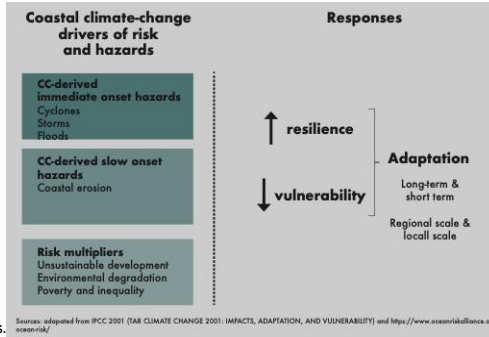 Coastal climate-change
drivers of risk
and hazards
CC-derived
immediate onset hazards
Cyclones
Storms
Floods
CC-derived slow onset
hazards
Coastal erosion
Risk multipliers
Unsustainable development
Environmental degradation
Poverty and inequality
Responses
resilience
vulnerability
Adaptation
Long-term &
short term
Regional scale &
locall scale
Sources: adapated from IPCC 2001 (TAR CLIMATE CHANGE 2001: IMPACTS, ADAPTATION, AND VULNERABILITY) and https://www.oceanriskalliance.
ocean-risk/